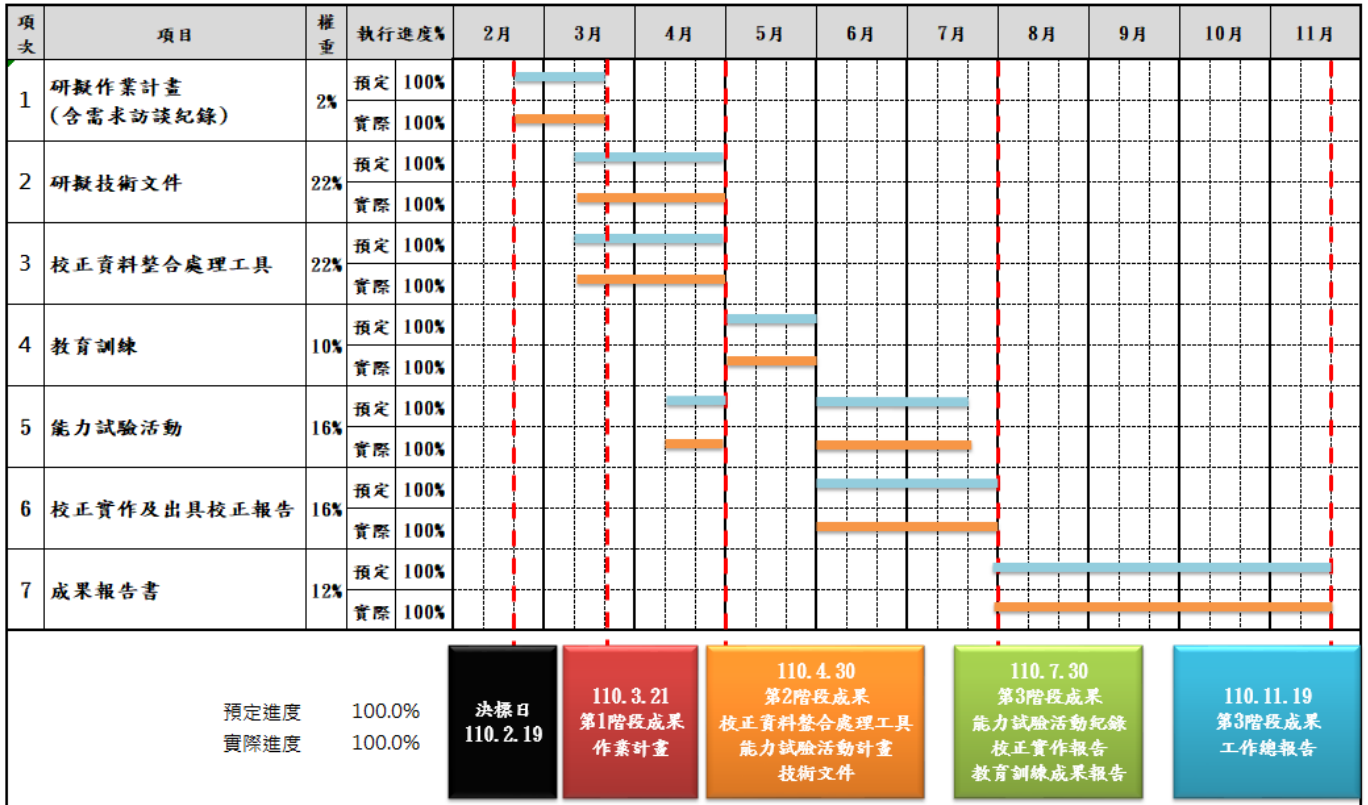 項次 項目 權重 執行進度% 2月 3月 4月 5月 6月 7月 8月 9月 10月 11月
1 研擬作業計畫 2% 預定 100%
(含需求訪談紀錄) 實際 100%
2 研擬技術文件 22% 預定 100%
實際 100%
3 校正資料整合處理工具 22% 預定 100%
實際 100%
4 教育訓練 10% 預定 100%
實際 100%
5 能力試驗活動 16% 預定 100%
實際 100%
6 校正實作及出具校正報告 16% 預定 100%
實際 100%
7 成果報告書 12% 預定 100%
實際 100%
預定進度 100.0%
實際進度 100.0%
決標日
110.2.19
110.3.21
第1階段成果
作業計畫
110.4.30
第2階段成果
校正資料整合處理工具
能力試驗活動計畫
技術文件
110.7.30
第3階段成果
能力試驗活動紀錄
校正實作報告
教育訓練成果報告
110.11.19
第3階段成果
工作總報告